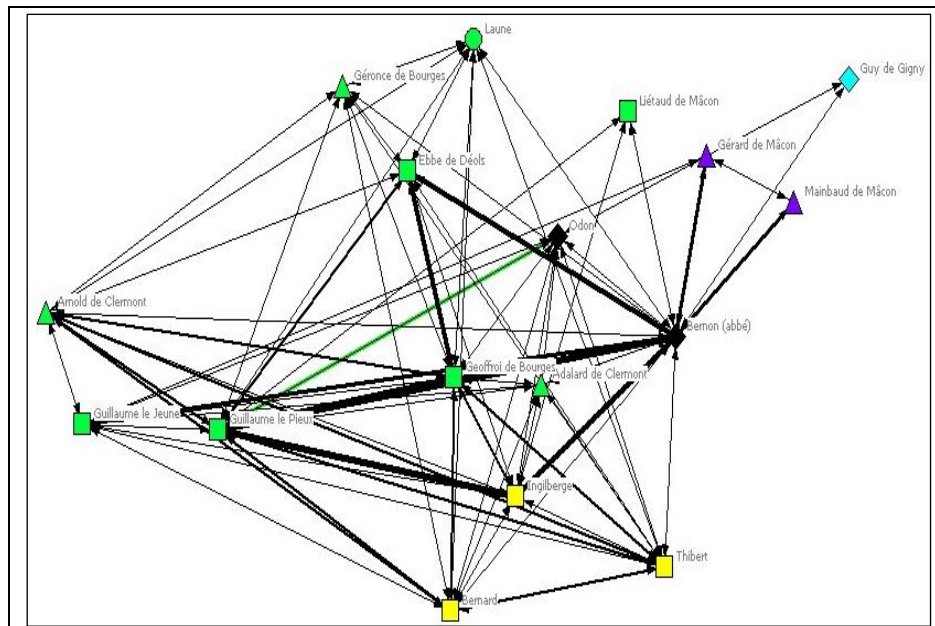 Laune
Guy de Gigny
Géronce de Bourges
Liétaud de Mâcon
Gérard de Mâcon
Ebbe de Déols
Mainbaud de Mâcon
Odon
Arnold de Clermont
Bernon (abbé)
Geoffroi de Bourges
Adalard de Clermont
Guillaume le Jeune
Guillaume le Pieux
Ingilberge
Thibert
Bernard